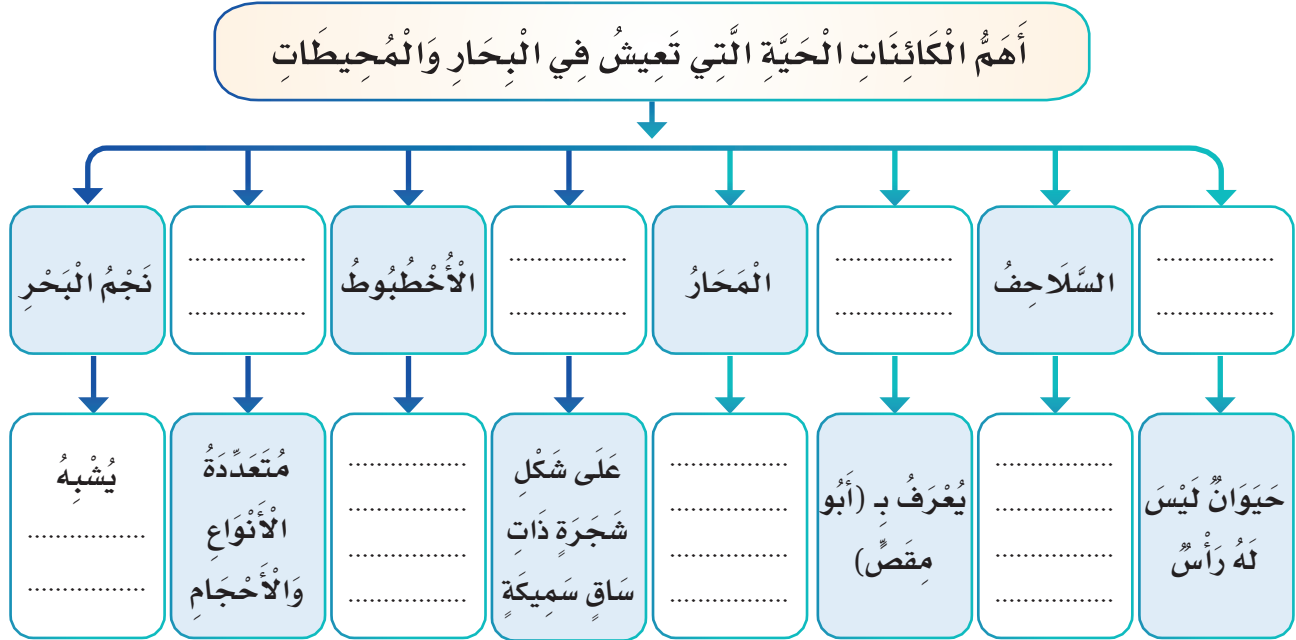 أَهَمُّ الْكَائِنَاتِ الْحَيَّةِ الَّتِي تَعِيشُ فِي الْبِحَارِ وَالْمُحِيطَاتِ
................
................
السَّلَاحِفُ
................
................
الْمَحَارُ
................
................
الْأُخْطُبُوطُ
................
................
نَجْمُ الْبَحْرِ
حَيَوَانٌ لَيْسَ
لَهُ رَأْسٌ
................
................
................
................
يُعْرَفُ بِـ (أَبُو
مِقَصٍّ)
................
................
................
................
عَلَى شَكْلِ
شَجَرَةٍ ذَاتِ
سَاقٍ سَمِيكَةٍ
................
................
................
................
مُتَعَدِّدَةُ
الْأَنْوَاعِ
وَالْأَحْجَامِ
يُشْبِهُ
................
................